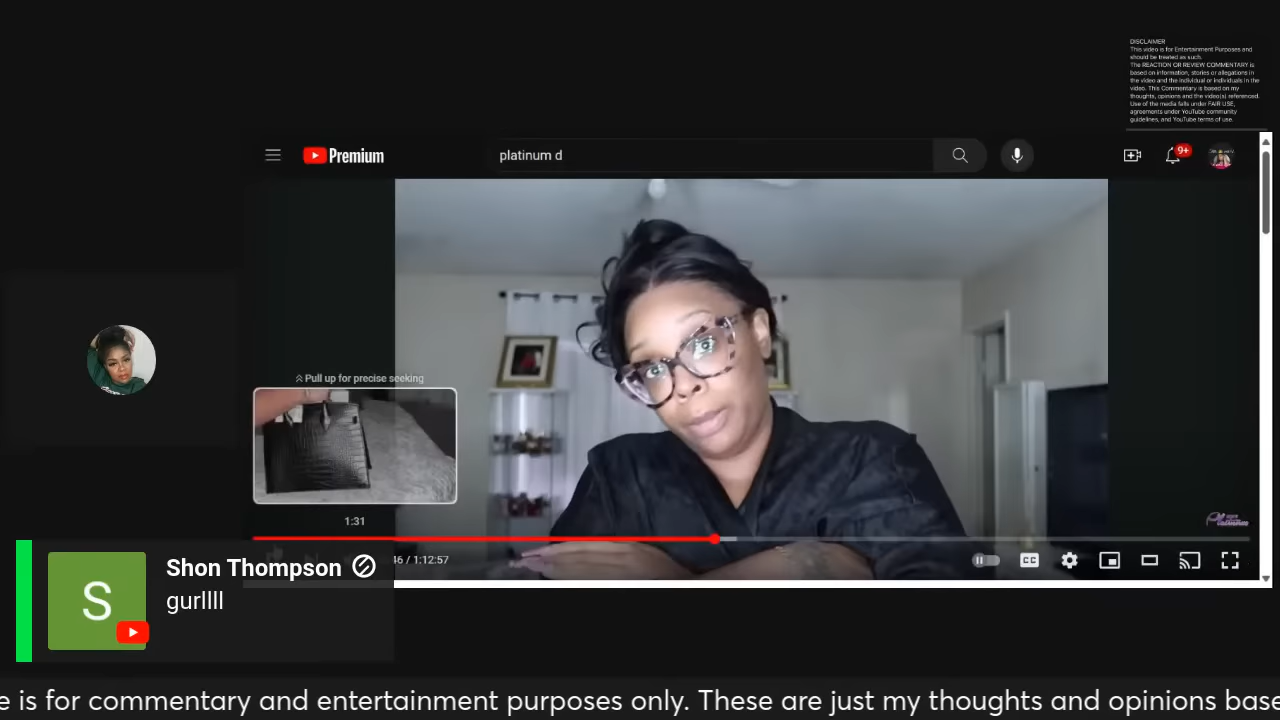 DISCLAIMER
This video is for Entertainment Purposes and
should be treated as such.
The REACTION OR REVIEW COMMENTARY is
based on information, stories or allegations in
the video and the individual or individuals in the
video. This Commentary is based on my
thoughts, opinions and the video(s) referenced.
Use of the media falls under FAIR USE,
agreements under YouTube community
guidelines, and YouTube terms of use.
Premium
platinum d
9+
Pull up for precise seeking
1:31
46 / 1:12:57
CC
S
Shon Thompson
gurllll
e is for commentary and entertainment purposes only. These are just my thoughts and opinions base